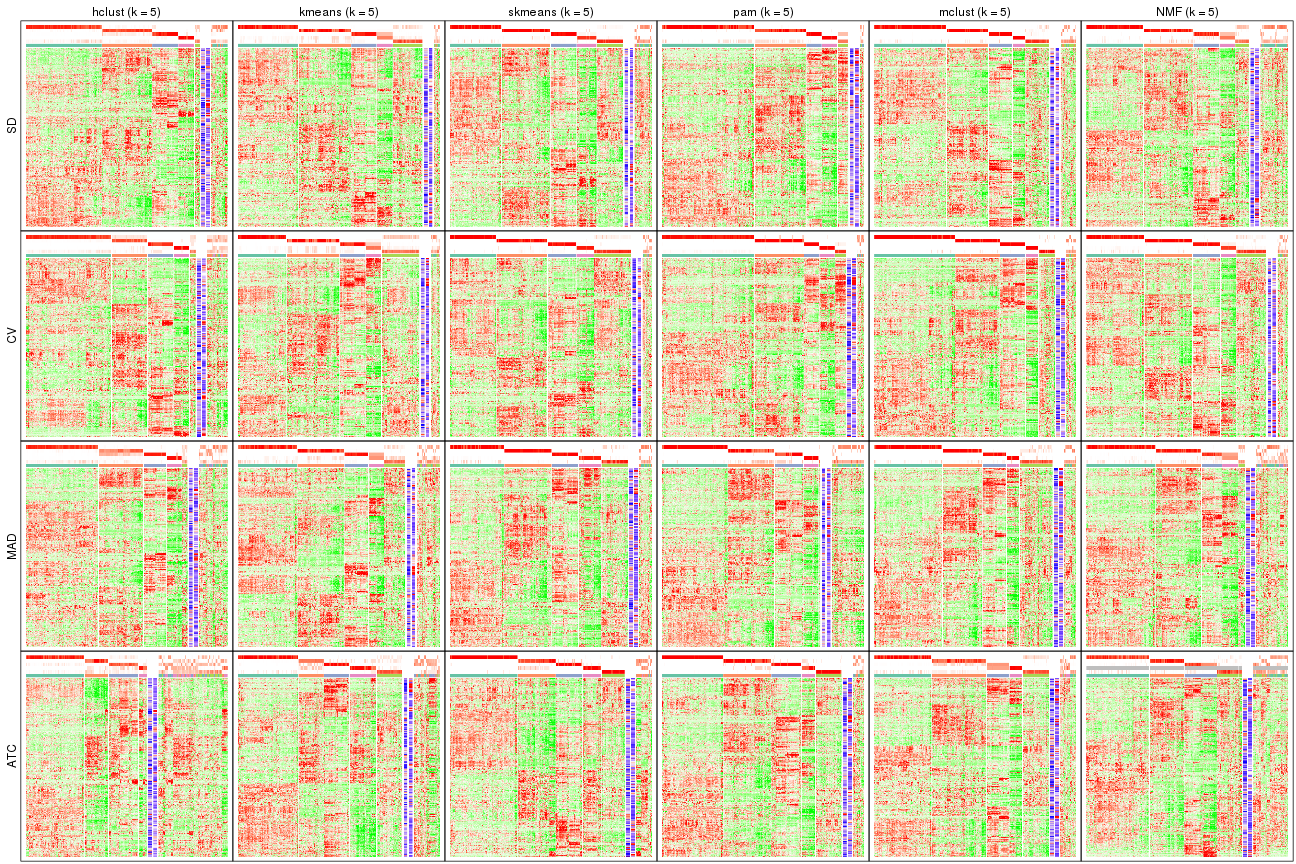 hclust (k = 5) kmeans (k = 5) skmeans (k = 5) pam (k = 5) mclust (k = 5) NMF (k = 5)
SD
CV
MAD
ATC